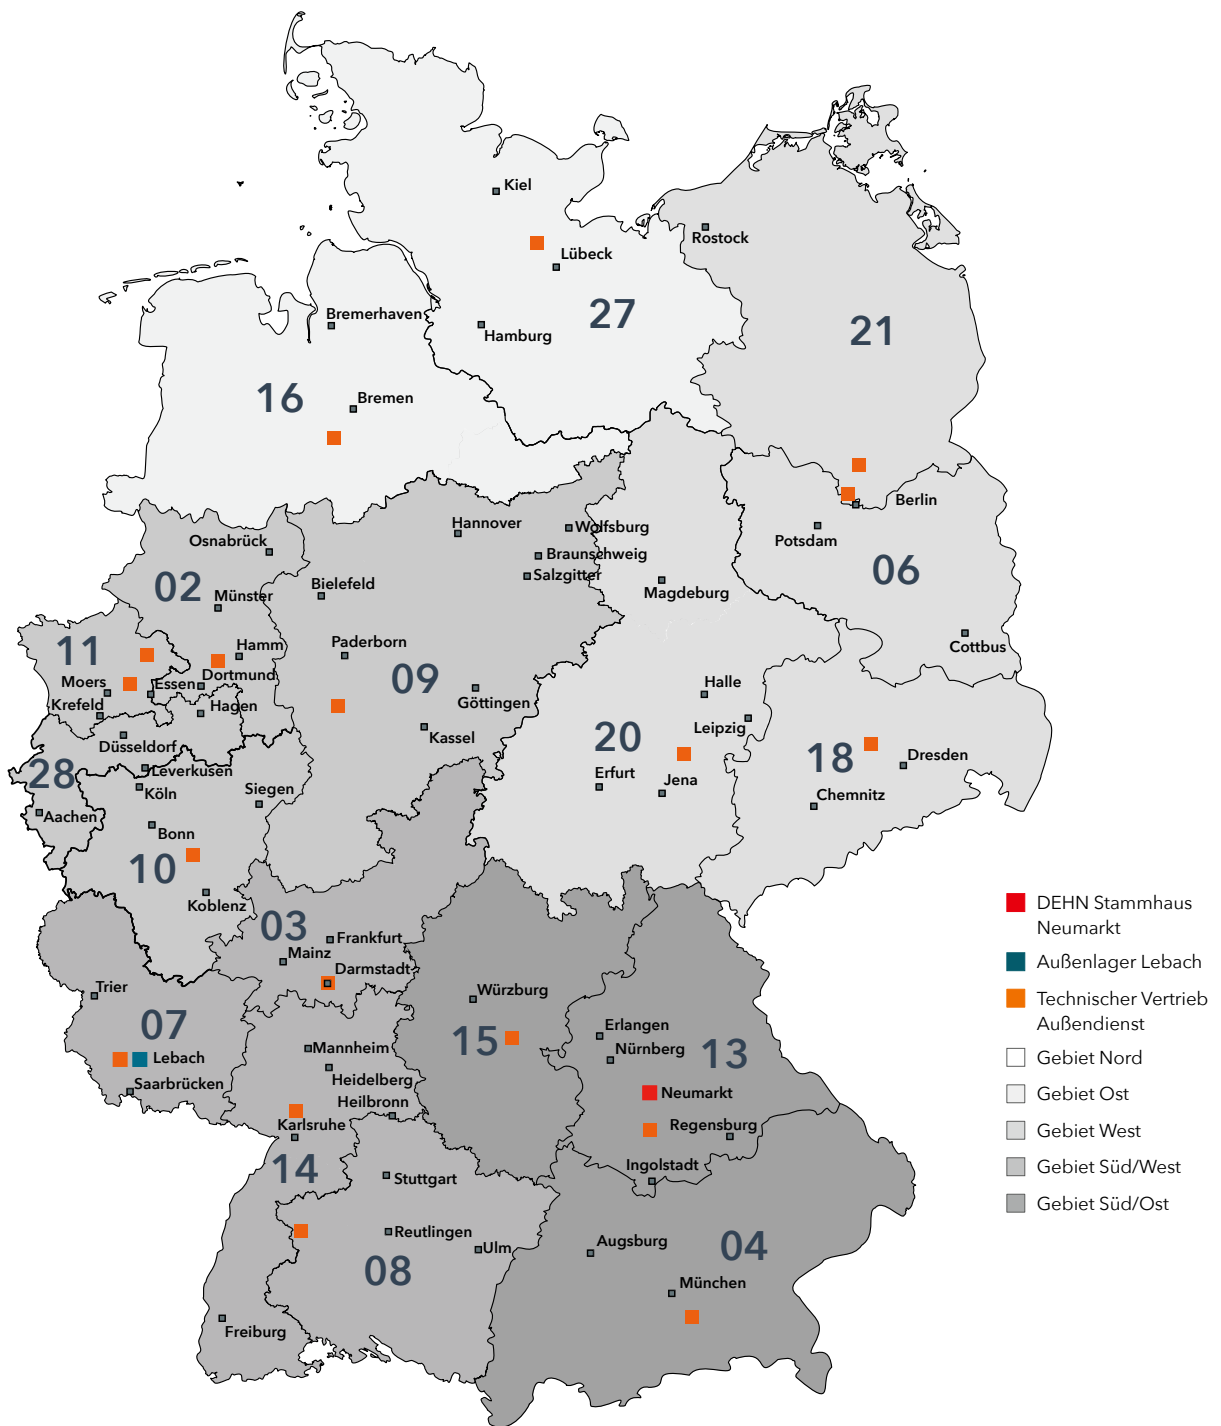 Kiel
Rostock
Lübeck
27
Bremerhaven
Hamburg
21
16
Bremen
Berlin
Hannover
Wolfsburg
Osnabrück
Potsdam
Braunschweig
06
02
Bielefeld
Salzgitter
Münster
Magdeburg
11
Hamm
Paderborn
Cottbus
Moers
Essen
Dortmund
09
Halle
Krefeld
Hagen
Göttingen
Leipzig
Düsseldorf
Kassel
20
18
28
Leverkusen
Erfurt
Jena
Dresden
Köln
Siegen
Chemnitz
Aachen
Bonn
10
Koblenz
03
Frankfurt
Mainz
Darmstadt
Trier
Würzburg
07
15
Erlangen
Nürnberg
13
Lebach
Mannheim
Saarbrücken
Heidelberg
Neumarkt
Heilbronn
Karlsruhe
Regensburg
14
Ingolstadt
Stuttgart
Reutlingen
Augsburg
04
Ulm
08
München
Freiburg
DEHN Stammhaus
Neumarkt
Außenlager Lebach
Technischer Vertrieb
Außendienst
Gebiet Nord
Gebiet Ost
Gebiet West
Gebiet Süd/West
Gebiet Süd/Ost